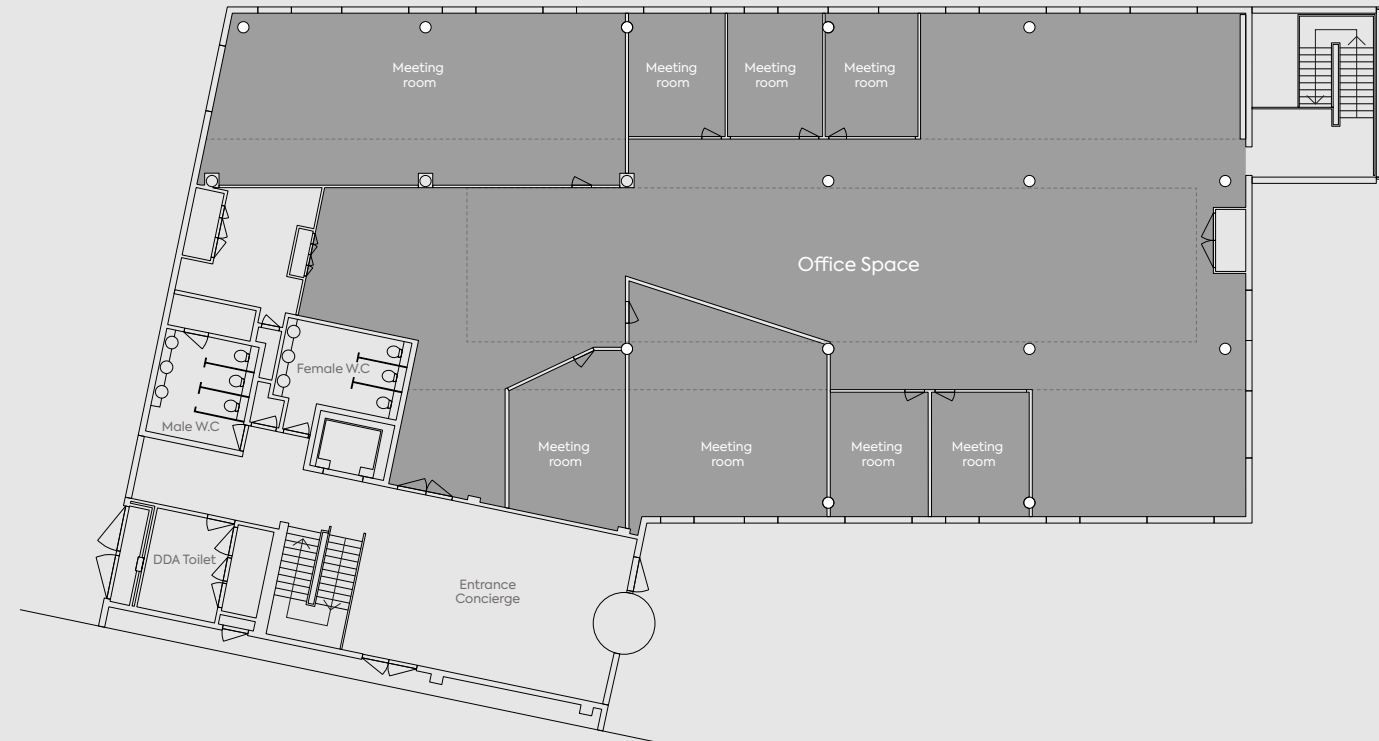 Meeting
room
Meeting
room
Meeting
room
Meeting
room
Office Space
Female W.C
Male W.C
Meeting
room
Meeting
room
Meeting
room
Meeting
room
DDA Toilet
Entrance
Concierge